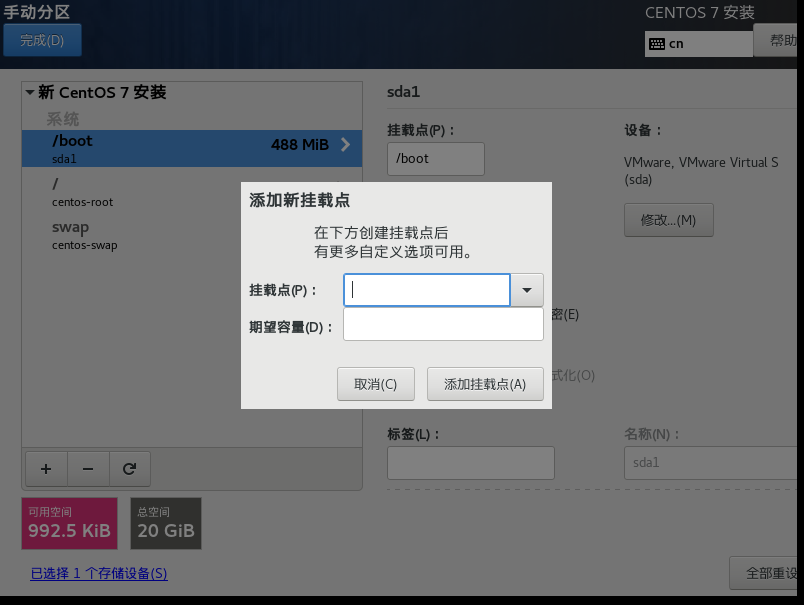 手动分区
CENTOS 7 安装
完成(D)
cn
帮助
新 CentOS 7 安装
系统
/boot
488 MiB
sda1
/
centos-root
swap
centos-swap
sda1
挂载点(P)：
/boot
设备：
VMware, VMware Virtual S
(sda)
修改...(M)
添加新挂载点
在下方创建挂载点后
有更多自定义选项可用。
挂载点(P)：
期望容量(D)：
取消(C)
添加挂载点(A)
密(E)
式化(O)
标签(L)：
名称(N)：
sda1
可用空间
992.5 KiB
总空间
20 GiB
已选择 1 个存储设备(S)
全部重设